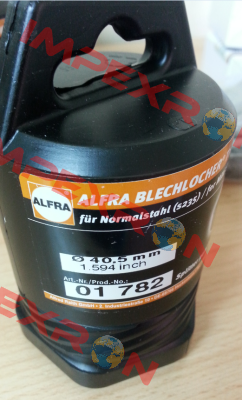 IMPEXRON
ALFRA
ALFRA BLECHLOCHER
für Normalstahl (S235) / for
Ø 40.5 mm
1.594 inch
Art.-Nr./Prod.-No.:
01 782